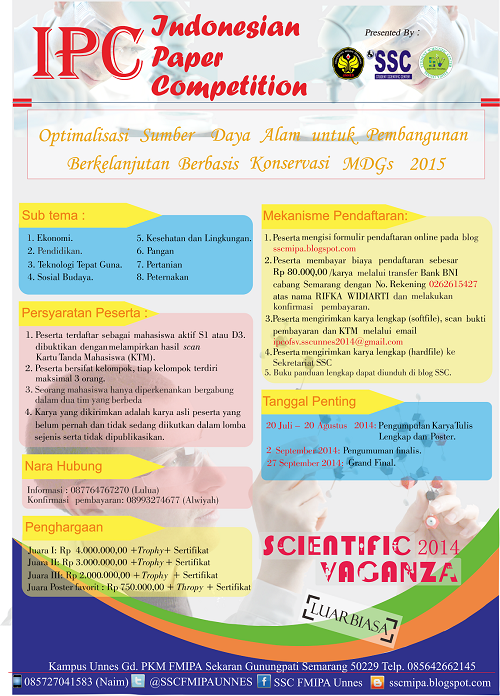 IPC
Indonesian
Paper
Competition
Presented By :
SSC
Optimalisasi Sumber Daya Alam untuk Pembangunan
Berkelanjutan Berbasis Konservasi MDGs 2015
Sub tema :
1. Ekonomi.
2. Pendidikan.
3. Teknologi Tepat Guna.
4. Sosial Budaya.
5. Kesehatan dan Lingkungan.
6. Pangan
7. Pertanian
8. Peternakan
Persyaratan Peserta :
1. Peserta terdaftar sebagai mahasiswa aktif S1 atau D3.
dibuktikan dengan melampirkan hasil scan
Kartu Tanda Mahasiswa (KTM).
2. Peserta bersifat kelompok, tiap kelompok terdiri
maksimal 3 orang.
3. Seorang mahasiswa hanya diperkenankan bergabung
dalam dua tim yang berbeda
4. Karya yang dikirimkan adalah karya asli peserta yang
belum pernah dan tidak sedang diikutkan dalam lomba
sejenis serta tidak dipublikasikan.
Nara Hubung
Informasi : 087764767270 (Lulua)
Konfirmasi pembayaran: 08993274677 (Alwiyah)
Penghargaan
Juara I: Rp 4.000.000,00 +Trophy+ Sertifikat
Juara II: Rp 3.000.000,00 +Trophy+ Sertifikat
Juara III: Rp 2.000.000,00 +Trophy + Sertifikat
Juara Poster favorit : Rp 750.000,00 + Thropy + Sertifikat
Mekanisme Pendaftaran:
1. Peserta mengisi formulir pendaftaran online pada blog
sscmipa.blogspot.com
2. Peserta membayar biaya pendaftaran sebesar
Rp 80.000,00 /karya melalui transfer Bank BNI
cabang Semarang dengan No. Rekening 0262615427
atas nama RIFKA WIDIARTI dan melakukan
konfirmasi pembayaran.
3.Peserta mengirimkan karya lengkap (softfile), scan bukti
pembayaran dan KTM melalui email
ipcofsv.sscunnes2014@gmail.com
4.Peserta mengirimkan karya lengkap (hardfile) ke
Sekretariat SSC
5. Buku panduan lengkap dapat diunduh di blog SSC.
Tanggal Penting
20 Juli – 20 Agustus 2014: Pengumpulan KaryaTulis
Lengkap dan Poster.
2 September 2014: Pengumuman finalis.
27 September 2014: Grand Final.
SCIENTIFIC 2014
VAGANZA
LUAR BIASA
Kampus Unnes Gd. PKM FMIPA Sekaran Gunungpati Semarang 50229 Telp. 085642662145
085727041583 (Naim) @SSCFMIPAUNNES SSC FMIPA Unnes sscmipa.blogspot.com